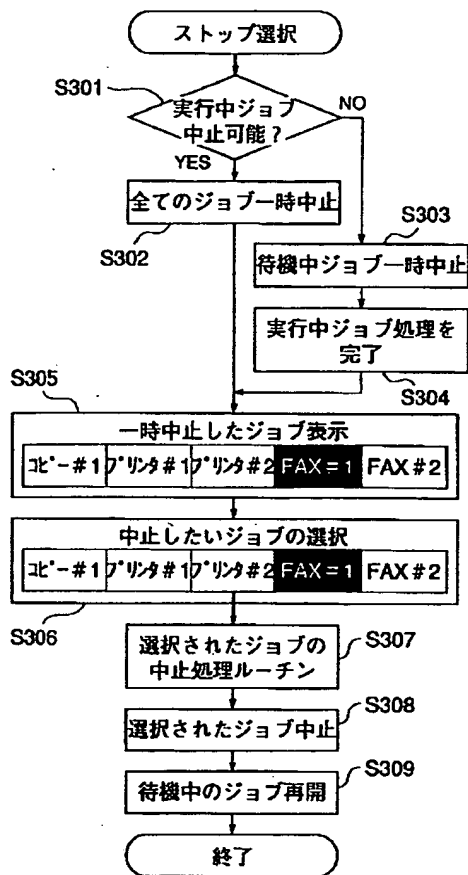 ストップ選択
S301
実行中ジョブ
中止可能？
NO
YES
全てのジョブ一時中止
S302
S303
待機中ジョブ一時中止
実行中ジョブ処理を
完了
S304
S305
一時中止したジョブ表示
ｺﾋﾟｰ#1 ﾌﾟﾘﾝﾀ#1 ﾌﾟﾘﾝﾀ#2 FAX=1 FAX#2
中止したいジョブの選択
ｺﾋﾟｰ#1 ﾌﾟﾘﾝﾀ#1 ﾌﾟﾘﾝﾀ#2 FAX=1 FAX#2
S306
選択されたジョブの
中止処理ルーチン
S307
選択されたジョブ中止
S308
待機中のジョブ再開
S309
終了